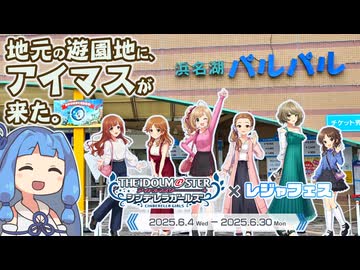 地元の遊園地に、
アイマスが
来た。
浜名湖パルパル
チケット売
THE iDOLM@STER
シンデレラガールズ
CINDERELLA GIRLS
×レジャフェス
2025.6.4 Wed ー 2025.6.30 Mon